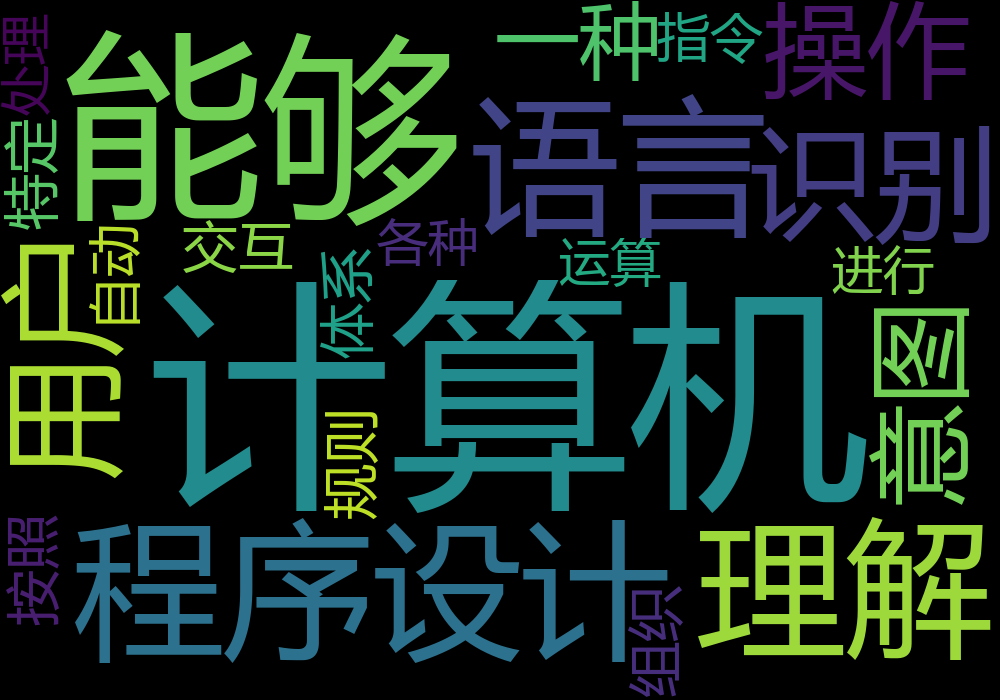 处理
能够
一种
指令
操作
特定
语言
识别
用户
自动
交互
各种
体系
运算
进行
计算机
意图
规则
按照
程序设计
组织
理解